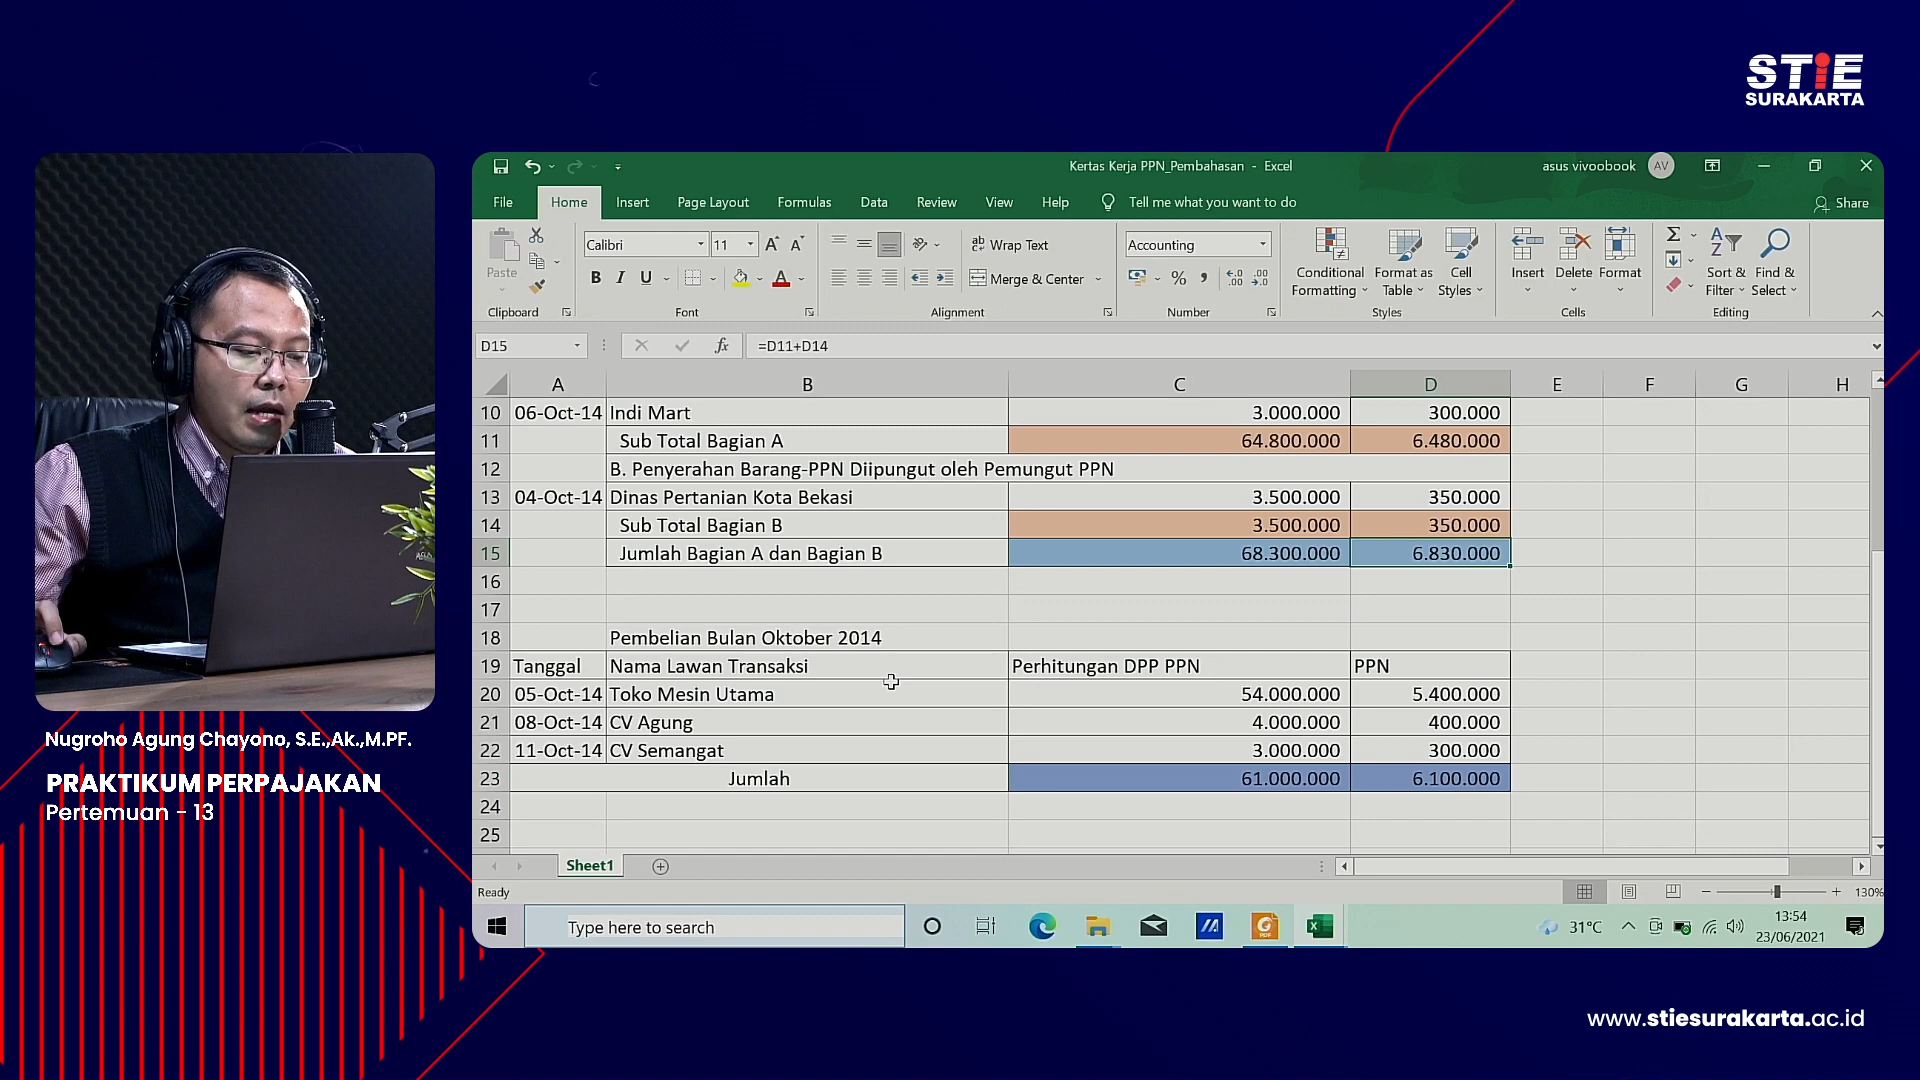 STiE
SURAKARTA
Kertas Kerja PPN_Pembahasan - Excel
asus vivoobook
AV
File
Home
Insert
Page Layout
Formulas
Data
Review
View
Help
Tell me what you want to do
Share
Paste
Calibri
11
Wrap Text
Merge & Center
Accounting
Conditional Formatting
Format as Table
Cell Styles
Insert
Delete
Format
Sort & Filter
Find & Select
Clipboard
Font
Alignment
Number
Styles
Cells
Editing
D15
=D11+D14
A B C D E F G H
10 06-Oct-14 Indi Mart 3.000.000 300.000
11 Sub Total Bagian A 64.800.000 6.480.000
12 B. Penyerahan Barang-PPN Diipungut oleh Pemungut PPN
13 04-Oct-14 Dinas Pertanian Kota Bekasi 3.500.000 350.000
14 Sub Total Bagian B 3.500.000 350.000
15 Jumlah Bagian A dan Bagian B 68.300.000 6.830.000
16
17
18 Pembelian Bulan Oktober 2014
19 Tanggal Nama Lawan Transaksi Perhitungan DPP PPN PPN
20 05-Oct-14 Toko Mesin Utama 54.000.000 5.400.000
21 08-Oct-14 CV Agung 4.000.000 400.000
22 11-Oct-14 CV Semangat 3.000.000 300.000
23 Jumlah 61.000.000 6.100.000
24
25
Sheet1
Ready
130%
Type here to search
31°C
13:54
23/06/2021
Nugroho Agung Chayono, S.E.,Ak.,M.PF.
PRAKTIKUM PERPAJAKAN
Pertemuan - 13
www.stiesurakarta.ac.id